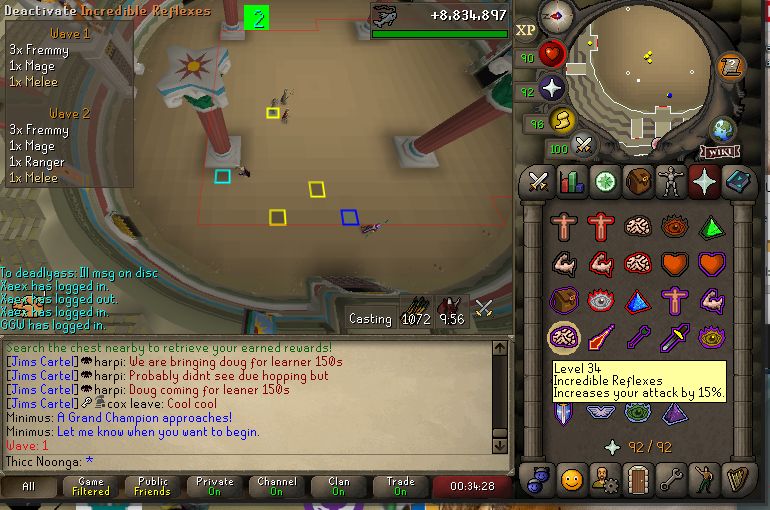 Deactivate Incredible Reflexes
Wave 1
3x Fremmy
1x Mage
1x Melee
Wave 2
3x Fremmy
1x Mage
1x Ranger
1x Melee
2
+8,834,897
XP
90
92
96
100
WIKI
To deadlyass: Ill msg on disc
Xaex has logged in.
Xaex has logged out.
Xaex has logged in.
GGW has logged in.
Casting
1072
9:56
Search the chest nearby to retrieve your earned rewards!
[Jims Cartel] harpi: We are bringing doug for learner 150s
[Jims Cartel] harpi: Probably didnt see due hopping but
[Jims Cartel] harpi: Doug coming for leaner 150s
[Jims Cartel] cox leave: Cool cool
Minimus: A Grand Champion approaches!
Minimus: Let me know when you want to begin.
Wave: 1
Thicc Noonga: *
Level 34
Incredible Reflexes
Increases your attack by 15%.
92 / 92
All
Game
Filtered
Public
Friends
Private
On
Channel
On
Clan
On
Trade
On
00:34:28